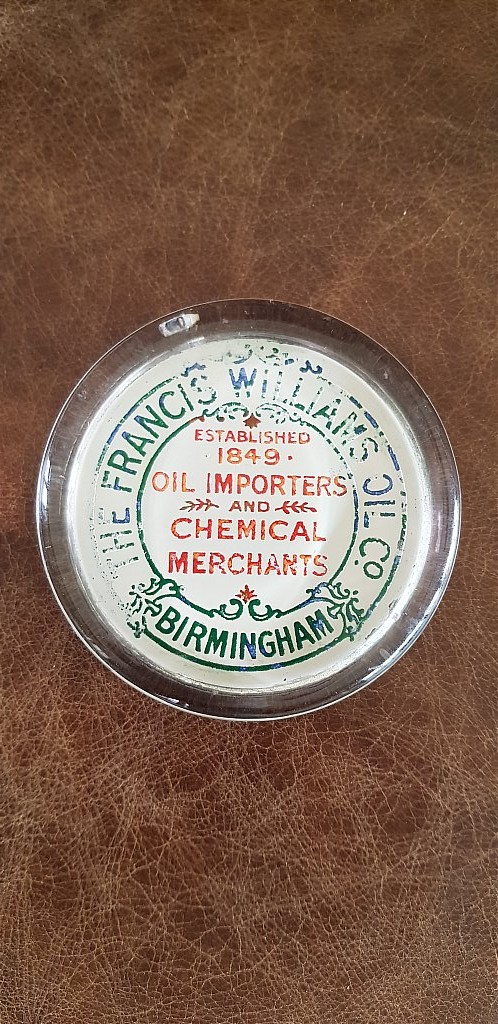 THE FRANCIS WILLIAMS OIL CO.
ESTABLISHED
1849.
OIL IMPORTERS
AND
CHEMICAL
MERCHANTS
BIRMINGHAM